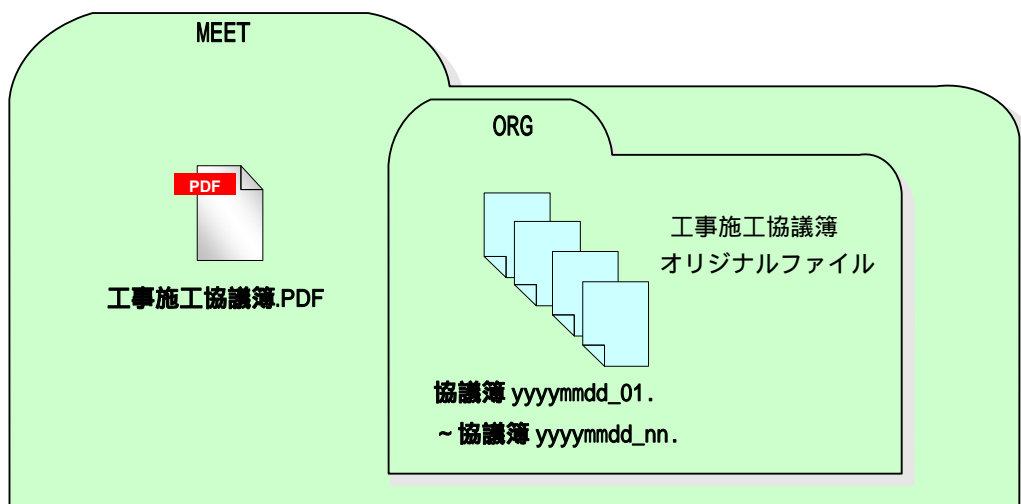 MEET
ORG
PDF
工事施工協議簿.PDF
工事施工協議簿
オリジナルファイル
協議簿 yyyymmdd_01.
~協議簿 yyyymmdd_nn.